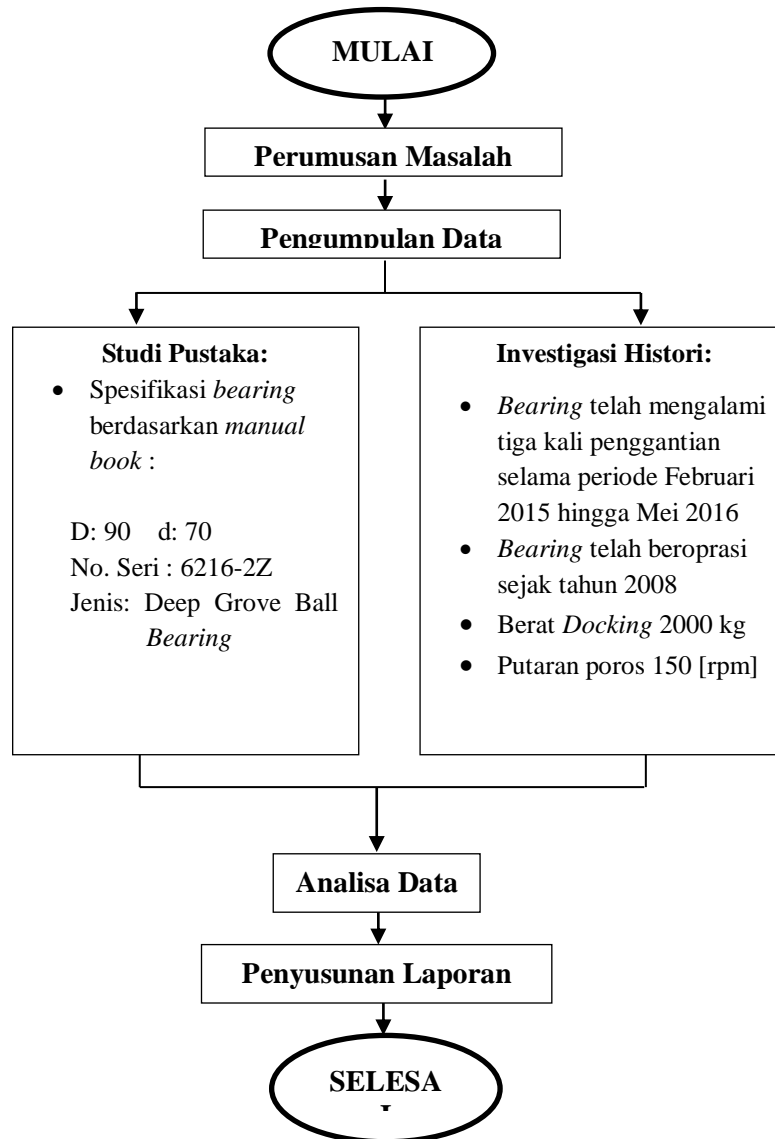 MULAI
Perumusan Masalah
Pengumpulan Data
Studi Pustaka:
• Spesifikasi bearing
berdasarkan manual
book :
D: 90 d: 70
No. Seri : 6216-2Z
Jenis: Deep Grove Ball
Bearing
Investigasi Histori:
• Bearing telah mengalami
tiga kali penggantian
selama periode Februari
2015 hingga Mei 2016
• Bearing telah beroprasi
sejak tahun 2008
• Berat Docking 2000 kg
• Putaran poros 150 [rpm]
Analisa Data
Penyusunan Laporan
SELESA
I